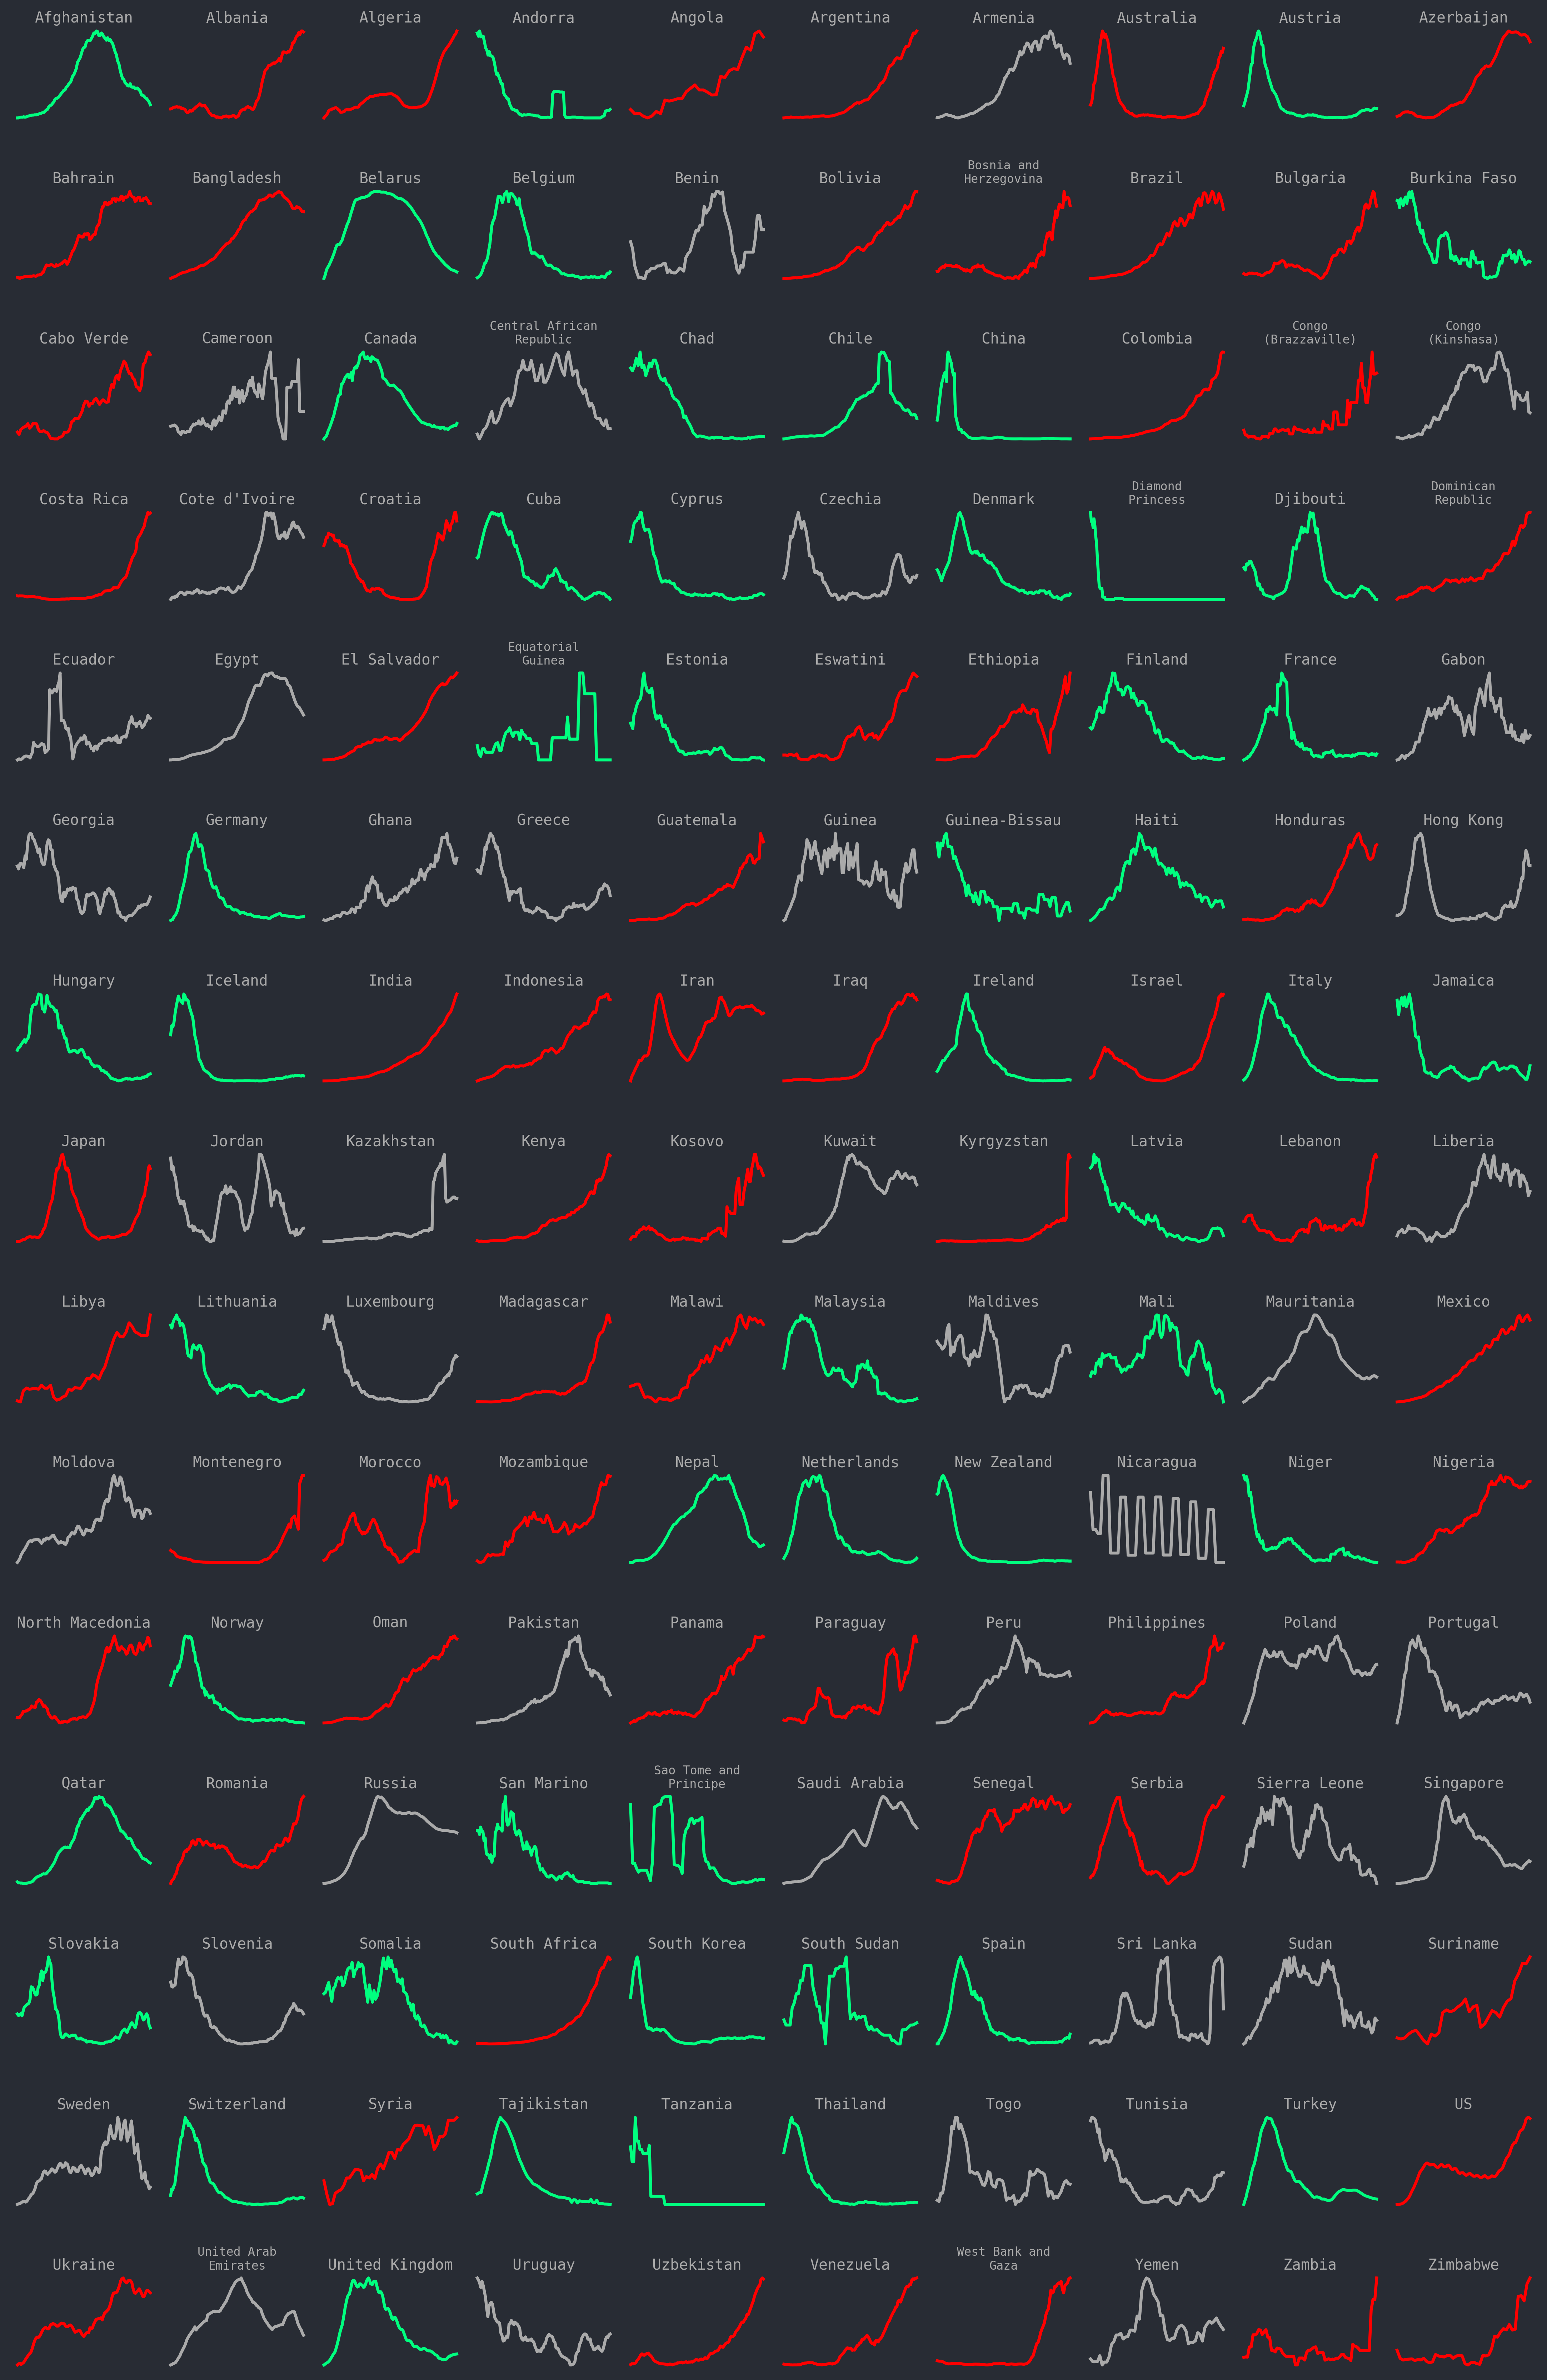 Afghanistan
Albania
Algeria
Andorra
Angola
Argentina
Armenia
Australia
Austria
Azerbaijan
Bahrain
Bangladesh
Belarus
Belgium
Benin
Bolivia
Bosnia and
Herzegovina
Brazil
Bulgaria
Burkina Faso
Cabo Verde
Cameroon
Canada
Central African
Republic
Chad
Chile
China
Colombia
Congo
(Brazzaville)
Congo
(Kinshasa)
Costa Rica
Cote d'Ivoire
Croatia
Cuba
Cyprus
Czechia
Denmark
Diamond
Princess
Djibouti
Dominican
Republic
Ecuador
Egypt
El Salvador
Equatorial
Guinea
Estonia
Eswatini
Ethiopia
Finland
France
Gabon
Georgia
Germany
Ghana
Greece
Guatemala
Guinea
Guinea-Bissau
Haiti
Honduras
Hong Kong
Hungary
Iceland
India
Indonesia
Iran
Iraq
Ireland
Israel
Italy
Jamaica
Japan
Jordan
Kazakhstan
Kenya
Kosovo
Kuwait
Kyrgyzstan
Latvia
Lebanon
Liberia
Libya
Lithuania
Luxembourg
Madagascar
Malawi
Malaysia
Maldives
Mali
Mauritania
Mexico
Moldova
Montenegro
Morocco
Mozambique
Nepal
Netherlands
New Zealand
Nicaragua
Niger
Nigeria
North Macedonia
Norway
Oman
Pakistan
Panama
Paraguay
Peru
Philippines
Poland
Portugal
Qatar
Romania
Russia
San Marino
Sao Tome and
Principe
Saudi Arabia
Senegal
Serbia
Sierra Leone
Singapore
Slovakia
Slovenia
Somalia
South Africa
South Korea
South Sudan
Spain
Sri Lanka
Sudan
Suriname
Sweden
Switzerland
Syria
Tajikistan
Tanzania
Thailand
Togo
Tunisia
Turkey
US
Ukraine
United Arab
Emirates
United Kingdom
Uruguay
Uzbekistan
Venezuela
West Bank and
Gaza
Yemen
Zambia
Zimbabwe